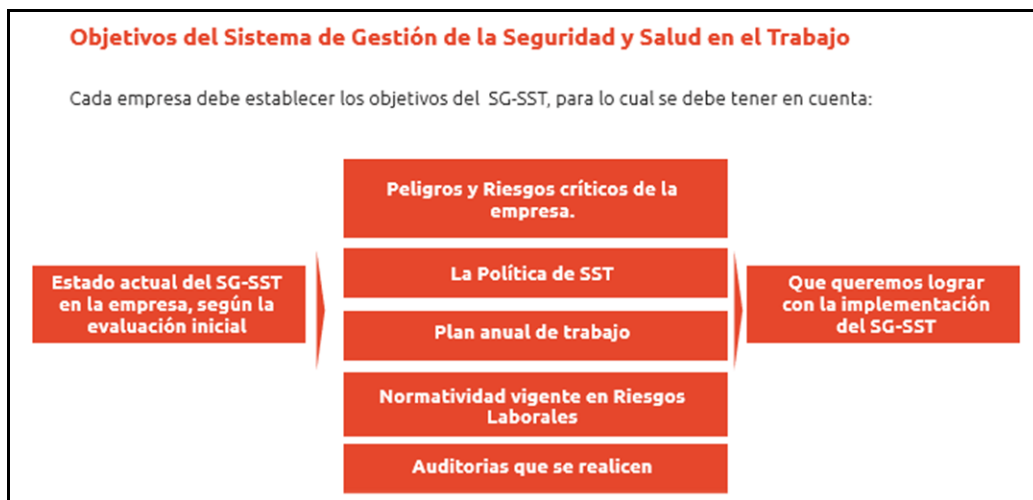 Objetivos del Sistema de Gestión de la Seguridad y Salud en el Trabajo
Cada empresa debe establecer los objetivos del SG-SST, para lo cual se debe tener en cuenta:
Estado actual del SG-SST
en la empresa, según la
evaluación inicial
Peligros y Riesgos críticos de la
empresa.
La Política de SST
Plan anual de trabajo
Normatividad vigente en Riesgos
Laborales
Auditorias que se realicen
Que queremos lograr
con la implementación
del SG-SST